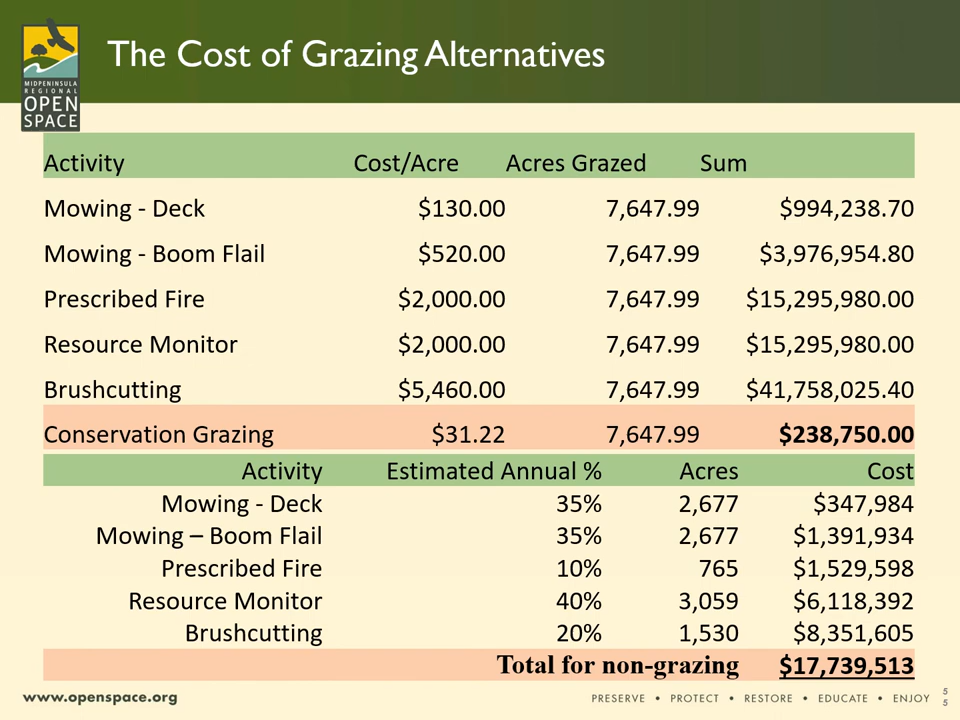 The Cost of Grazing Alternatives
MIDPENINSULA
REGIONAL
OPEN
SPACE
Activity Cost/Acre Acres Grazed Sum
Mowing - Deck $130.00 7,647.99 $994,238.70
Mowing - Boom Flail $520.00 7,647.99 $3,976,954.80
Prescribed Fire $2,000.00 7,647.99 $15,295,980.00
Resource Monitor $2,000.00 7,647.99 $15,295,980.00
Brushcutting $5,460.00 7,647.99 $41,758,025.40
Conservation Grazing $31.22 7,647.99 $238,750.00
Activity Estimated Annual % Acres Cost
Mowing - Deck 35% 2,677 $347,984
Mowing – Boom Flail 35% 2,677 $1,391,934
Prescribed Fire 10% 765 $1,529,598
Resource Monitor 40% 3,059 $6,118,392
Brushcutting 20% 1,530 $8,351,605
Total for non-grazing $17,739,513
www.openspace.org PRESERVE • PROTECT • RESTORE • EDUCATE • ENJOY
5
5